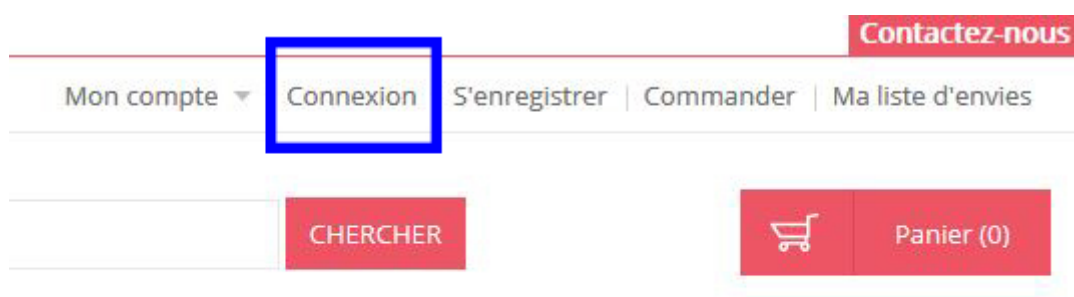 Contactez-nous
Mon compte Connexion S'enregistrer | Commander | Ma liste d'envies
CHERCHER Panier (0)